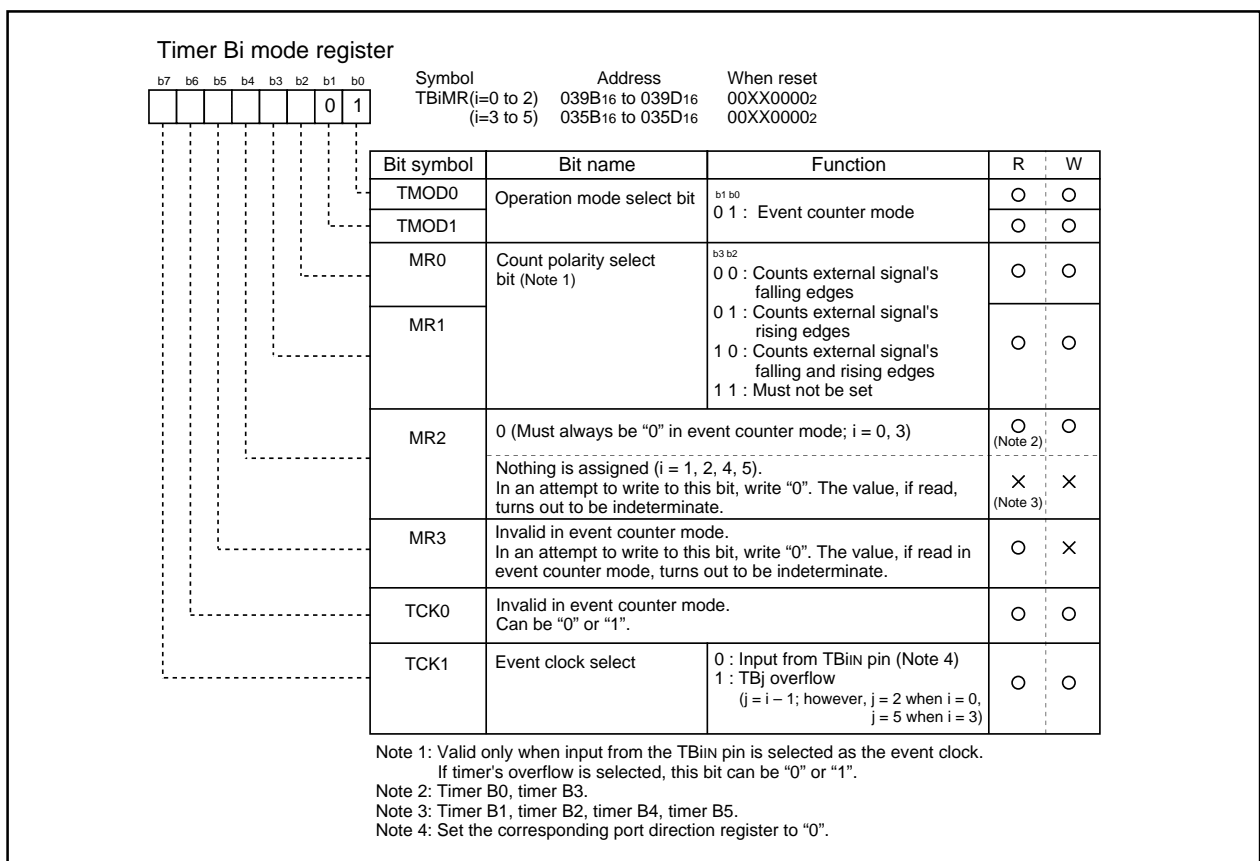 Timer Bi mode register
b7 b6 b5 b4 b3 b2 b1 b0
0 1
Symbol Address When reset
TBiMR(i=0 to 2) 039B16 to 039D16 00XX00002
(i=3 to 5) 035B16 to 035D16 00XX00002
Bit symbol Bit name Function R W
TMOD0 Operation mode select bit b1 b0
0 1 : Event counter mode
TMOD1
MR0 Count polarity select
bit (Note 1)
b3 b2
0 0 : Counts external signal's
falling edges
0 1 : Counts external signal's
rising edges
MR1
1 0 : Counts external signal's
falling and rising edges
1 1 : Must not be set
MR2 0 (Must always be “0” in event counter mode; i = 0, 3)
(Note 2)
Nothing is assigned (i = 1, 2, 4, 5).
In an attempt to write to this bit, write “0”. The value, if read,
turns out to be indeterminate.
(Note 3)
MR3 Invalid in event counter mode.
In an attempt to write to this bit, write “0”. The value, if read in
event counter mode, turns out to be indeterminate.
TCK0 Invalid in event counter mode.
Can be “0” or “1”.
TCK1 Event clock select 0 : Input from TBiIN pin (Note 4)
1 : TBj overflow
(j = i – 1; however, j = 2 when i = 0,
j = 5 when i = 3)
Note 1: Valid only when input from the TBiIN pin is selected as the event clock.
If timer's overflow is selected, this bit can be “0” or “1”.
Note 2: Timer B0, timer B3.
Note 3: Timer B1, timer B2, timer B4, timer B5.
Note 4: Set the corresponding port direction register to “0”.